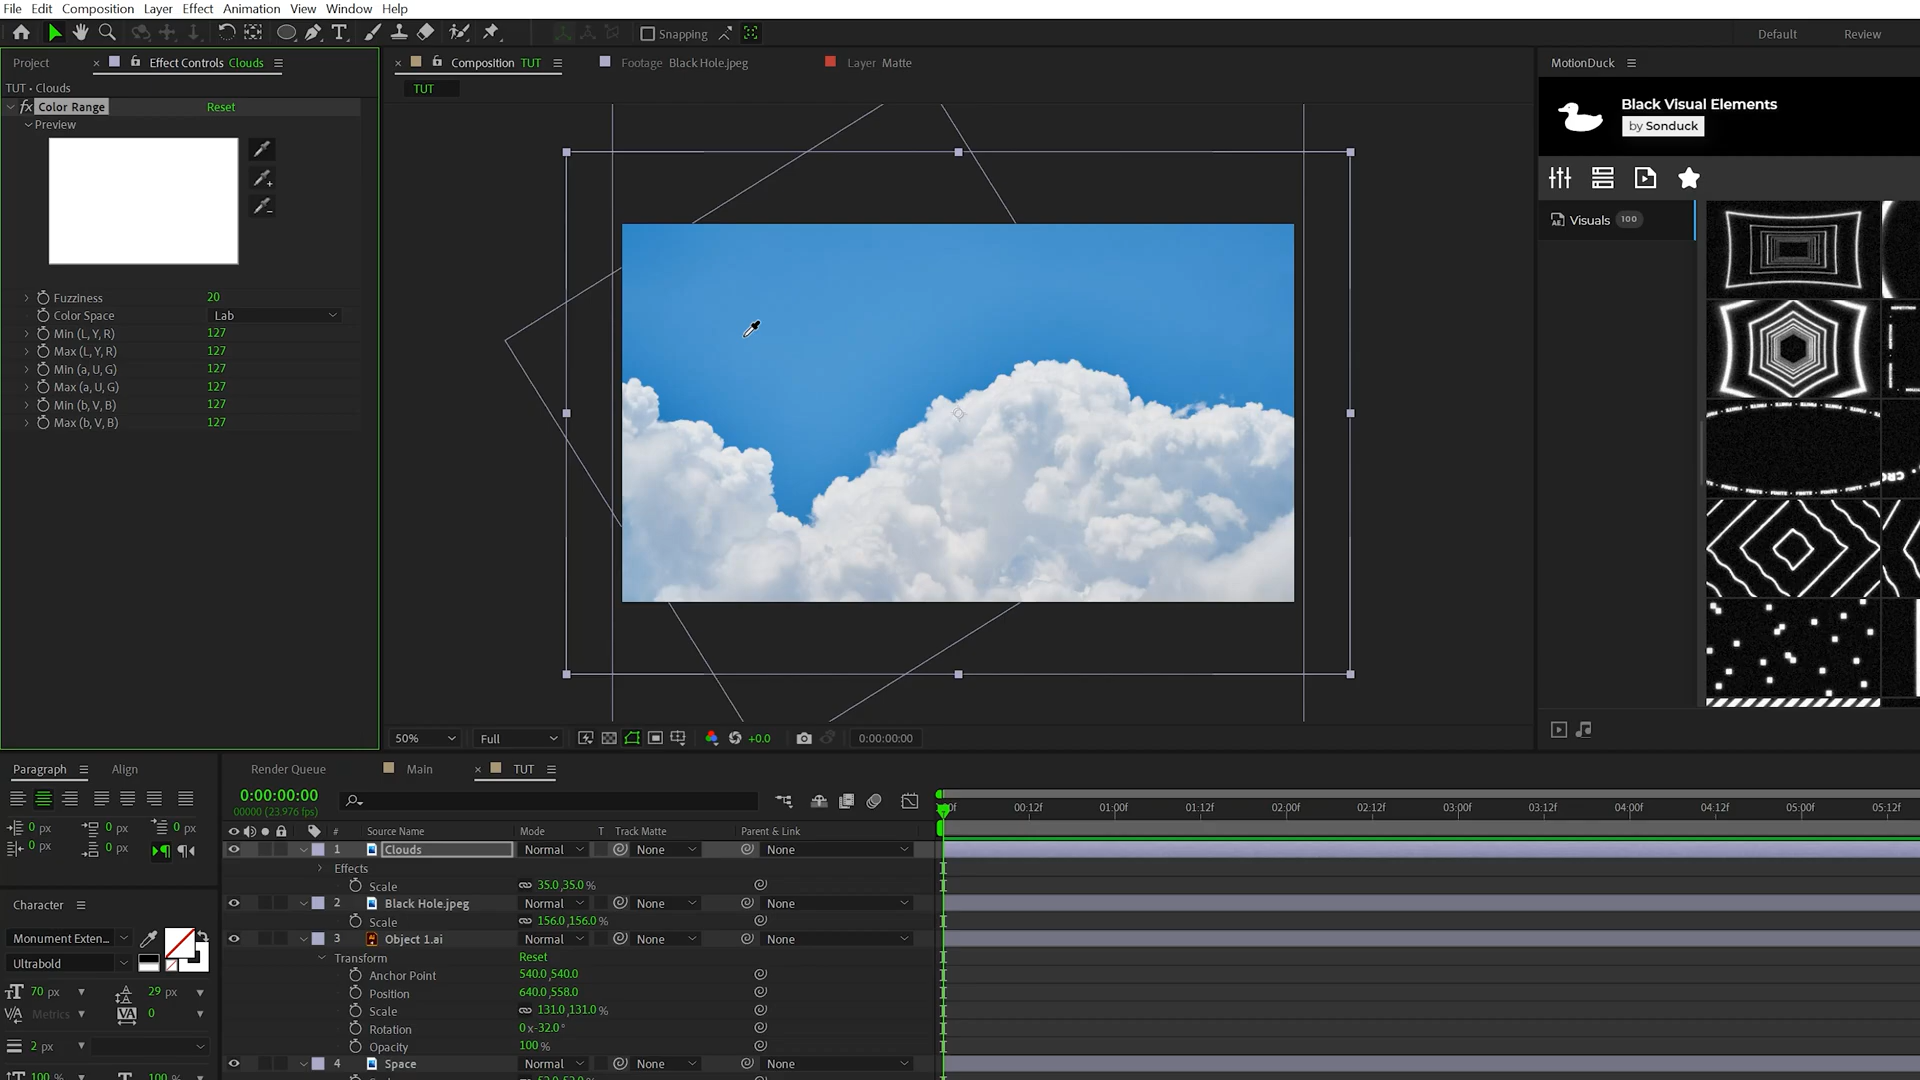 File Edit Composition Layer Effect Animation View Window Help
Snapping
Default Review
Project
Effect Controls Clouds
Composition TUT
Footage Black Hole.jpeg
Layer Matte
MotionDuck
TUT • Clouds
TUT
fx Color Range Reset
Preview
Black Visual Elements
by Sonduck
Visuals 100
Fuzziness 20
Color Space Lab
Min (L, Y, R) 127
Max (L, Y, R) 127
Min (a, U, G) 127
Max (a, U, G) 127
Min (b, V, B) 127
Max (b, V, B) 127
50% Full +0.0 0:00:00:00
Paragraph Align
0 px 0 px 0 px
0 px 0 px
Character
Monument Exten...
Ultrabold
70 px 29 px
Metrics 0
2 px
100 % 100 %
Render Queue Main TUT
0:00:00:00
00000 (23.976 fps)
00:12f 01:00f 01:12f 02:00f 02:12f 03:00f 03:12f 04:00f 04:12f 05:00f 05:12f
# Source Name Mode T Track Matte Parent & Link
1 Clouds Normal None None
Effects
Scale 35.0,35.0 %
2 Black Hole.jpeg Normal None None
Scale 156.0,156.0 %
3 Object 1.ai Normal None None
Transform Reset
Anchor Point 540.0,540.0
Position 640.0,558.0
Scale 131.0,131.0 %
Rotation 0 x-32.0°
Opacity 100 %
4 Space Normal None None